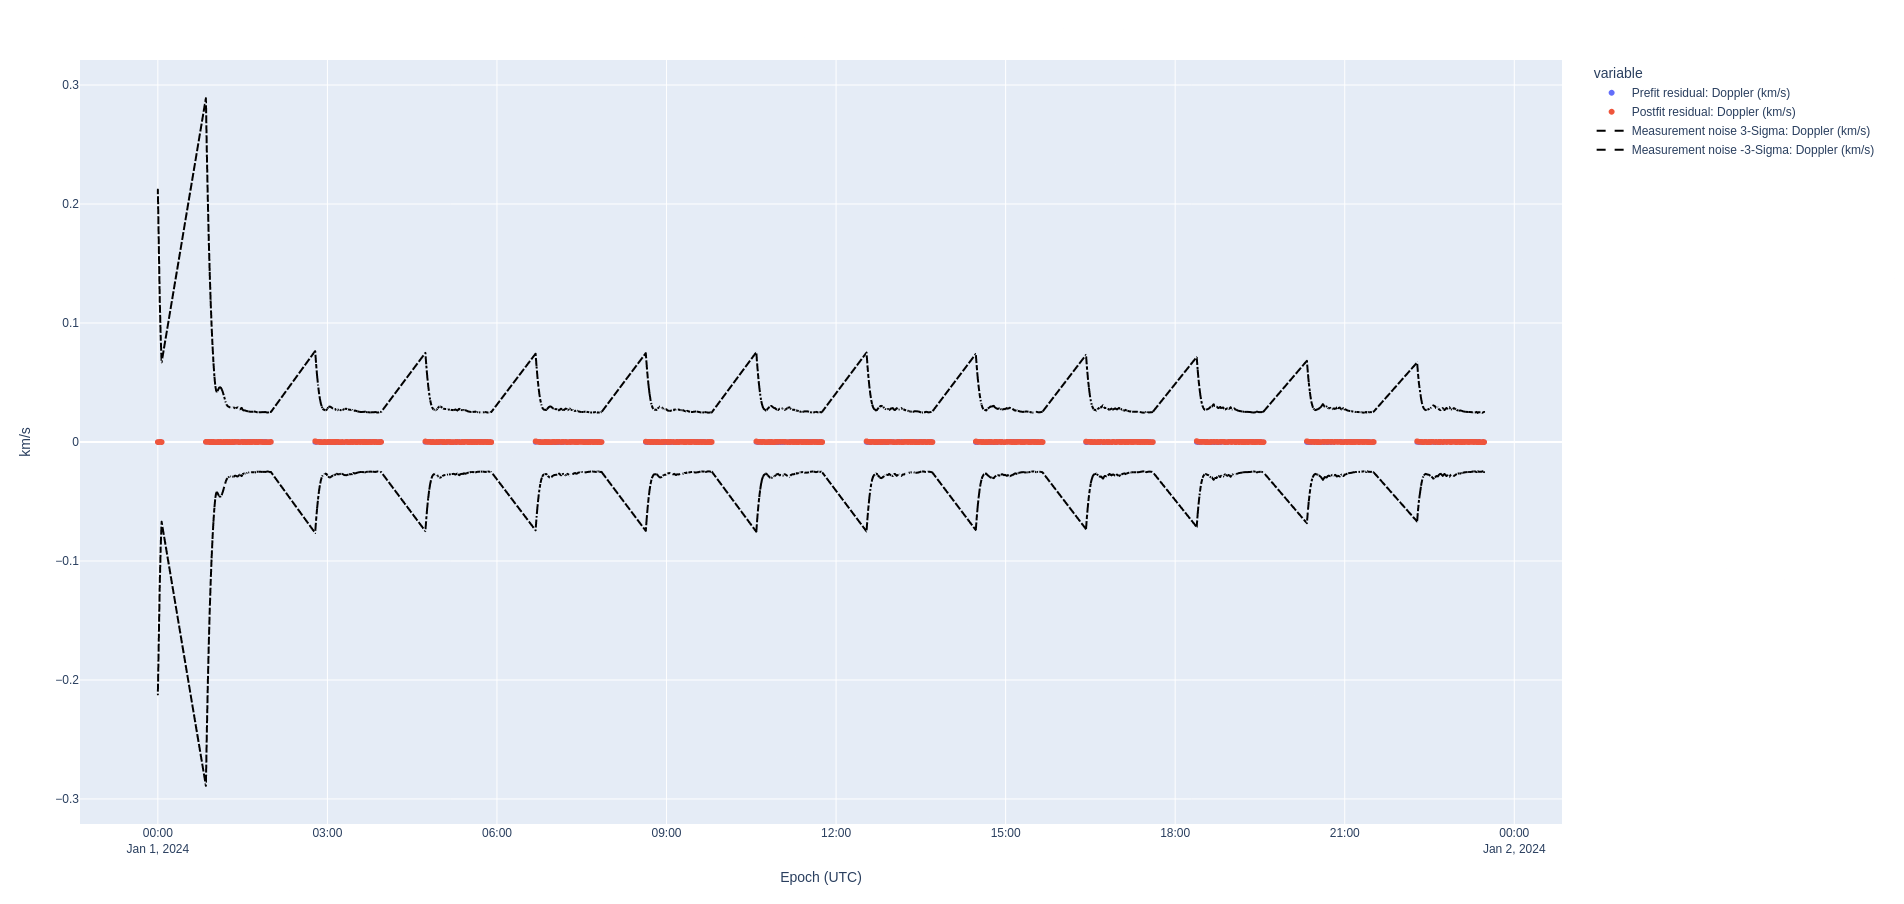 0.3
0.2
0.1
0
−0.1
−0.2
−0.3
km/s
00:00
Jan 1, 2024
03:00
06:00
09:00
12:00
15:00
18:00
21:00
00:00
Jan 2, 2024
Epoch (UTC)
variable
Prefit residual: Doppler (km/s)
Postfit residual: Doppler (km/s)
Measurement noise 3-Sigma: Doppler (km/s)
Measurement noise -3-Sigma: Doppler (km/s)